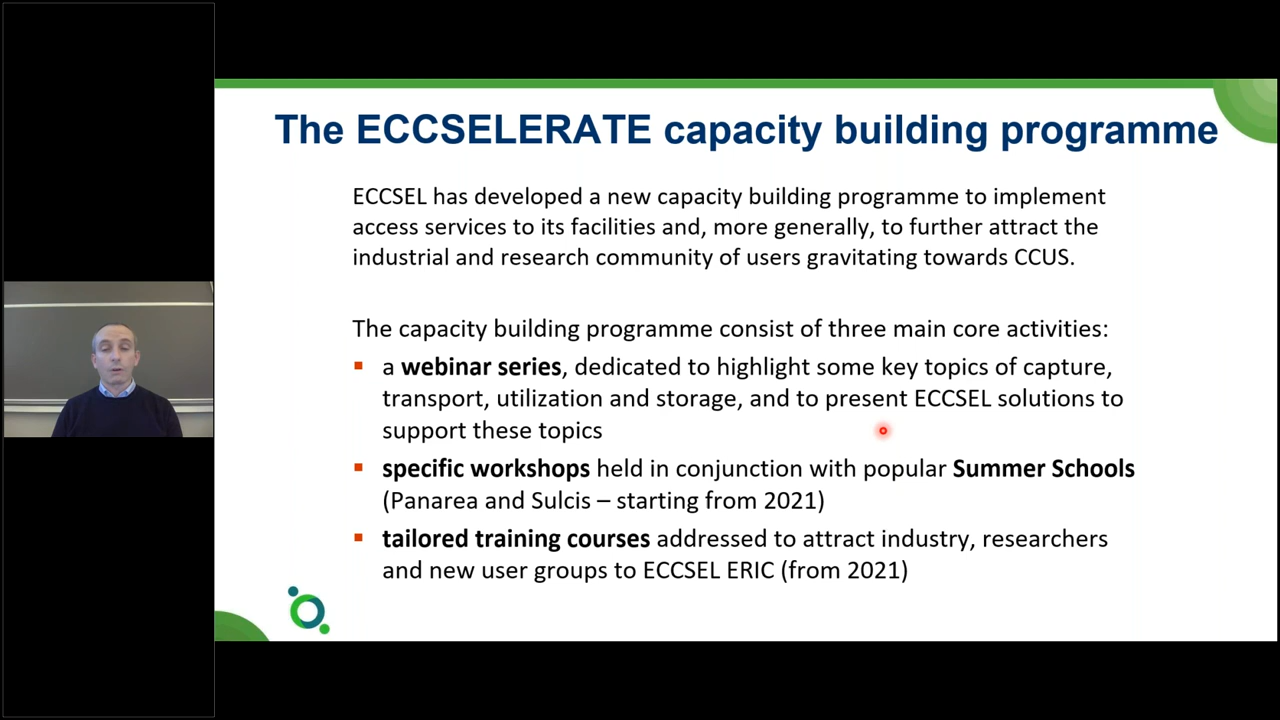 The ECCSELERATE capacity building programme
ECCSEL has developed a new capacity building programme to implement
access services to its facilities and, more generally, to further attract the
industrial and research community of users gravitating towards CCUS.
The capacity building programme consist of three main core activities:
▪ a webinar series, dedicated to highlight some key topics of capture,
transport, utilization and storage, and to present ECCSEL solutions to
support these topics
▪ specific workshops held in conjunction with popular Summer Schools
(Panarea and Sulcis – starting from 2021)
▪ tailored training courses addressed to attract industry, researchers
and new user groups to ECCSEL ERIC (from 2021)